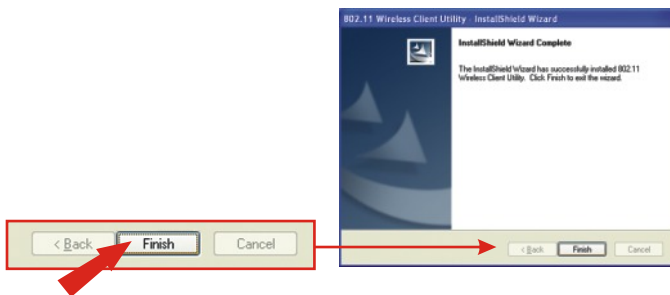 802.11 Wireless Client Utility - InstallShield Wizard
InstallShield Wizard Complete
The InstallShield Wizard has successfully installed 802.11
Wireless Client Utility. Click Finish to exit the wizard.
< Back Finish Cancel
< Back Finish Cancel